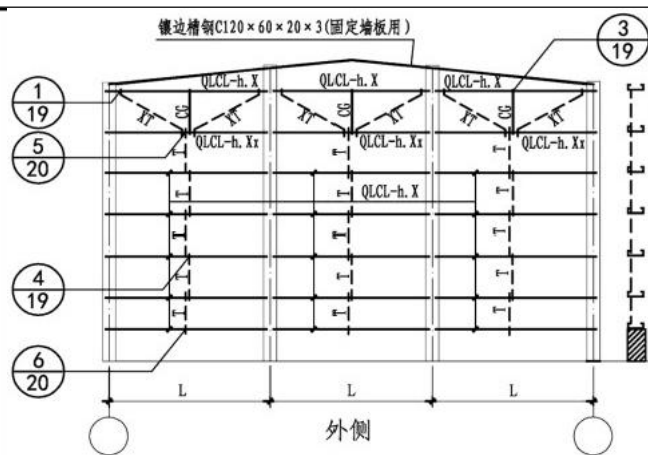 镶边槽钢C120×60×20×3(固定墙板用)
3
19
QLCL-h.X
QLCL-h.X
QLCL-h.X
1
19
XT
CG
XT
XT
CG
XT
XT
CG
XT
5
20
QLCL-h.Xx
QLCL-h.Xx
QLCL-h.Xx
T
T
T
T
T
T
QLCL-h.X
T
T
T
4
19
T
T
T
T
T
T
6
20
L
L
L
外侧